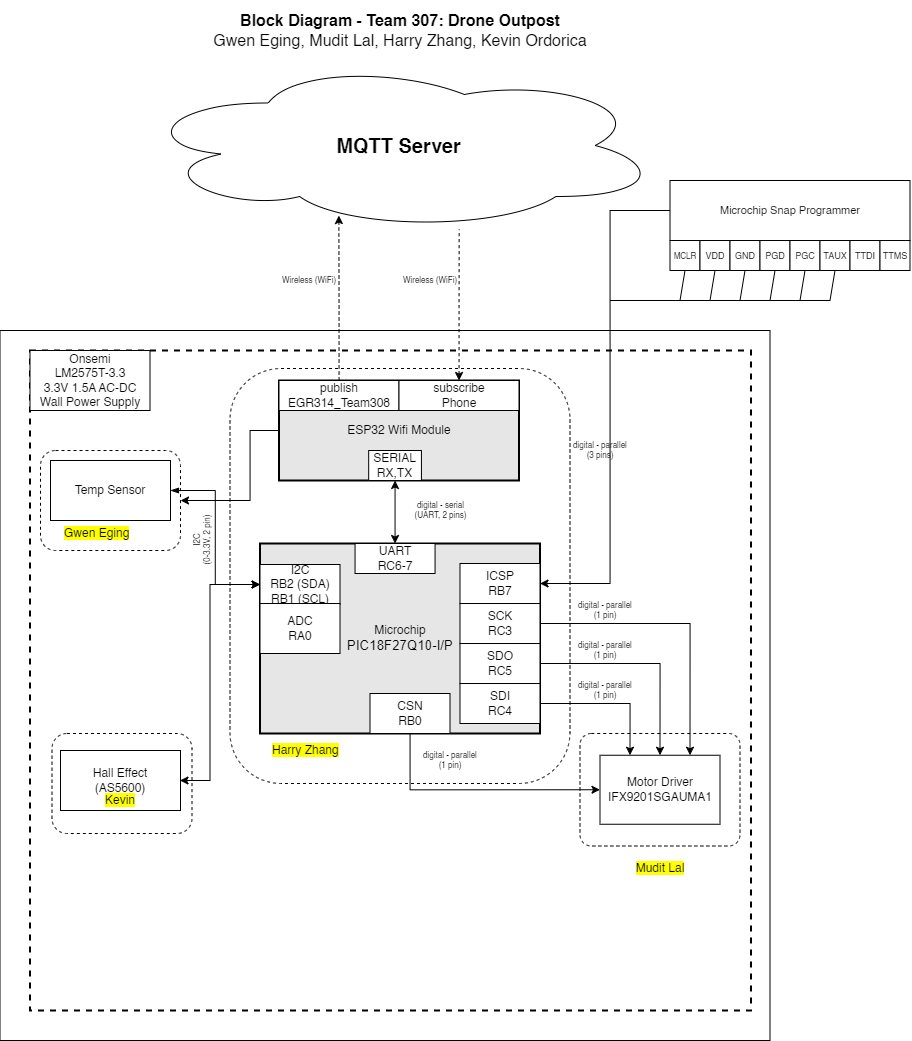 Block Diagram - Team 307: Drone Outpost
Gwen Eging, Mudit Lal, Harry Zhang, Kevin Ordorica
MQTT Server
Microchip Snap Programmer
MCLR
VDD
GND
PGD
PGC
TAUX
TTDI
TTMS
Wireless (WiFi)
Wireless (WiFi)
Onsemi
LM2575T-3.3
3.3V 1.5A AC-DC
Wall Power Supply
publish
EGR314_Team308
subscribe
Phone
ESP32 Wifi Module
SERIAL
RX,TX
digital - parallel
(3 pins)
Temp Sensor
Gwen Eging
I2C
(0-3.3V, 2 pin)
digital - serial
(UART, 2 pins)
UART
RC6-7
I2C
RB2 (SDA)
RB1 (SCL)
ADC
RA0
Microchip
PIC18F27Q10-I/P
ICSP
RB7
SCK
RC3
SDO
RC5
SDI
RC4
CSN
RB0
digital - parallel
(1 pin)
digital - parallel
(1 pin)
digital - parallel
(1 pin)
Harry Zhang
digital - parallel
(1 pin)
Hall Effect
(AS5600)
Kevin
Motor Driver
IFX9201SGAUMA1
Mudit Lal